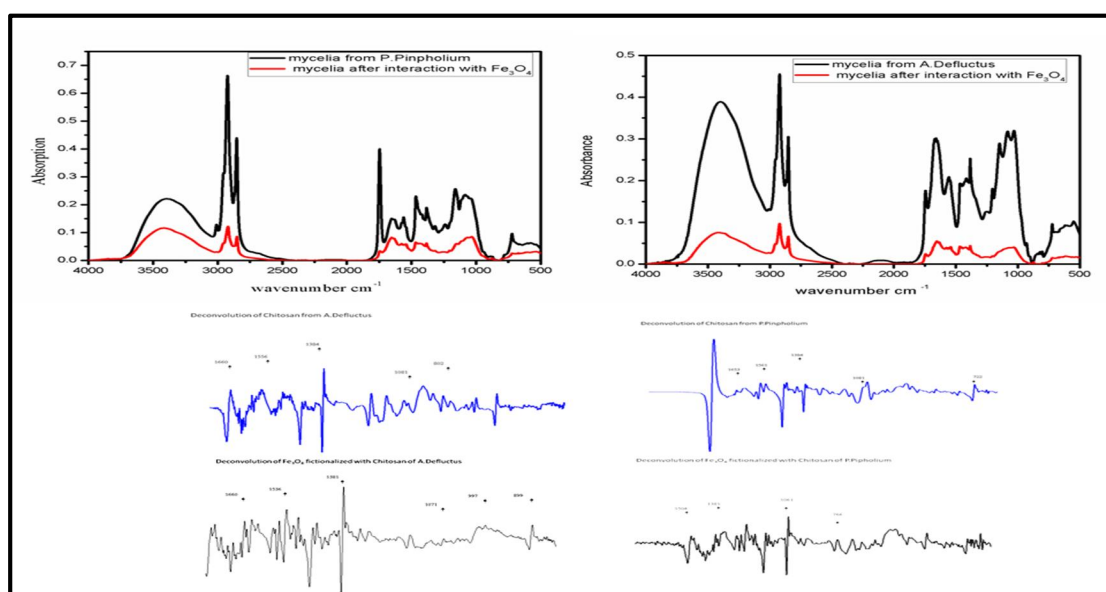 mycelia from P.Pinpholium
mycelia after interaction with Fe₃O₄
Absorption
0.7
0.6
0.5
0.4
0.3
0.2
0.1
0.0
4000 3500 3000 2500 2000 1500 1000 500
wavenumber cm⁻¹
mycelia from A.Defluctus
mycelia after interaction with Fe₃O₄
Absorbance
0.5
0.4
0.3
0.2
0.1
0.0
4000 3500 3000 2500 2000 1500 1000 500
wavenumber cm⁻¹
Deconvolution of Chitosan from A.Defluctus
1384
Deconvolution of Chitosan from P.Pinpholium
Deconvolution of Fe₃O₄ fictionalized with Chitosan of A.Defluctus
1660 1536
Deconvolution of Fe₃O₄ fictionalized with Chitosan of P.Pipholium